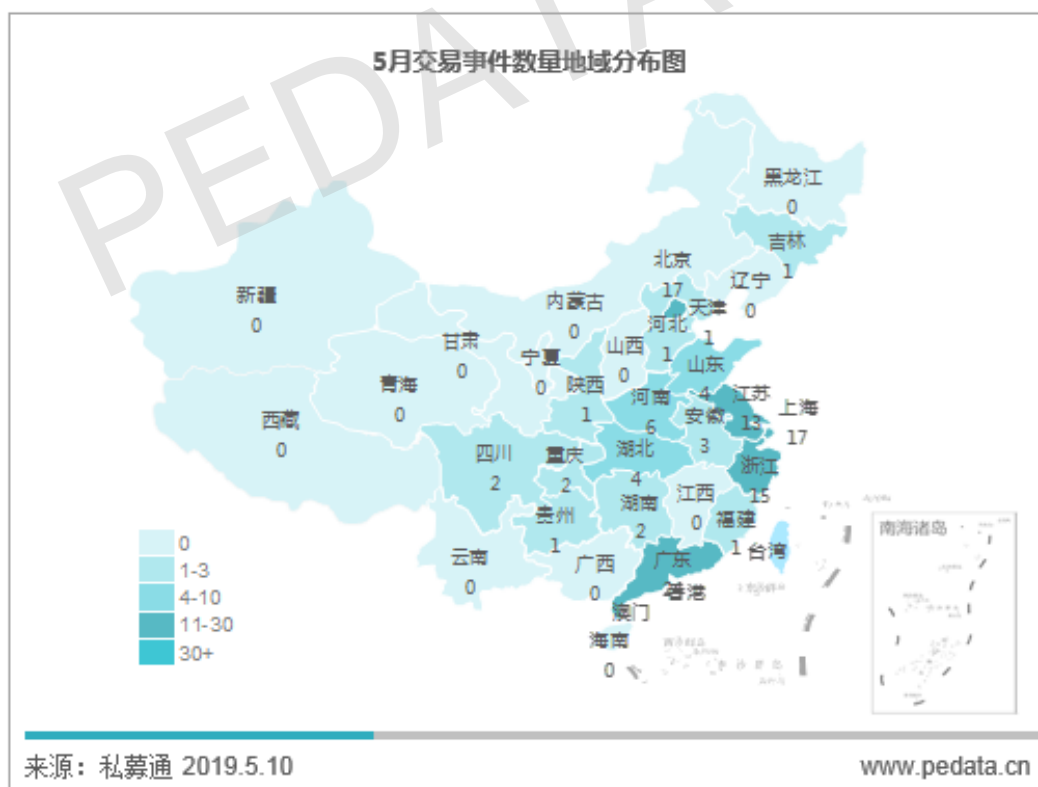 PEDATA
5月交易事件数量地域分布图
黑龙江
0
吉林
1
北京
17
辽宁
0
新疆
0
内蒙古
0
天津
1
河北
1
甘肃
0
宁夏
0
山西
0
山东
4
青海
0
陕西
1
河南
6
江苏
13
上海
17
西藏
0
安徽
3
四川
2
重庆
2
湖北
4
浙江
15
湖南
2
江西
0
贵州
1
福建
1
台湾
云南
0
广西
0
广东
香港
澳门
海南
0
南海诸岛
0
1-3
4-10
11-30
30+
来源：私募通 2019.5.10
www.pedata.cn